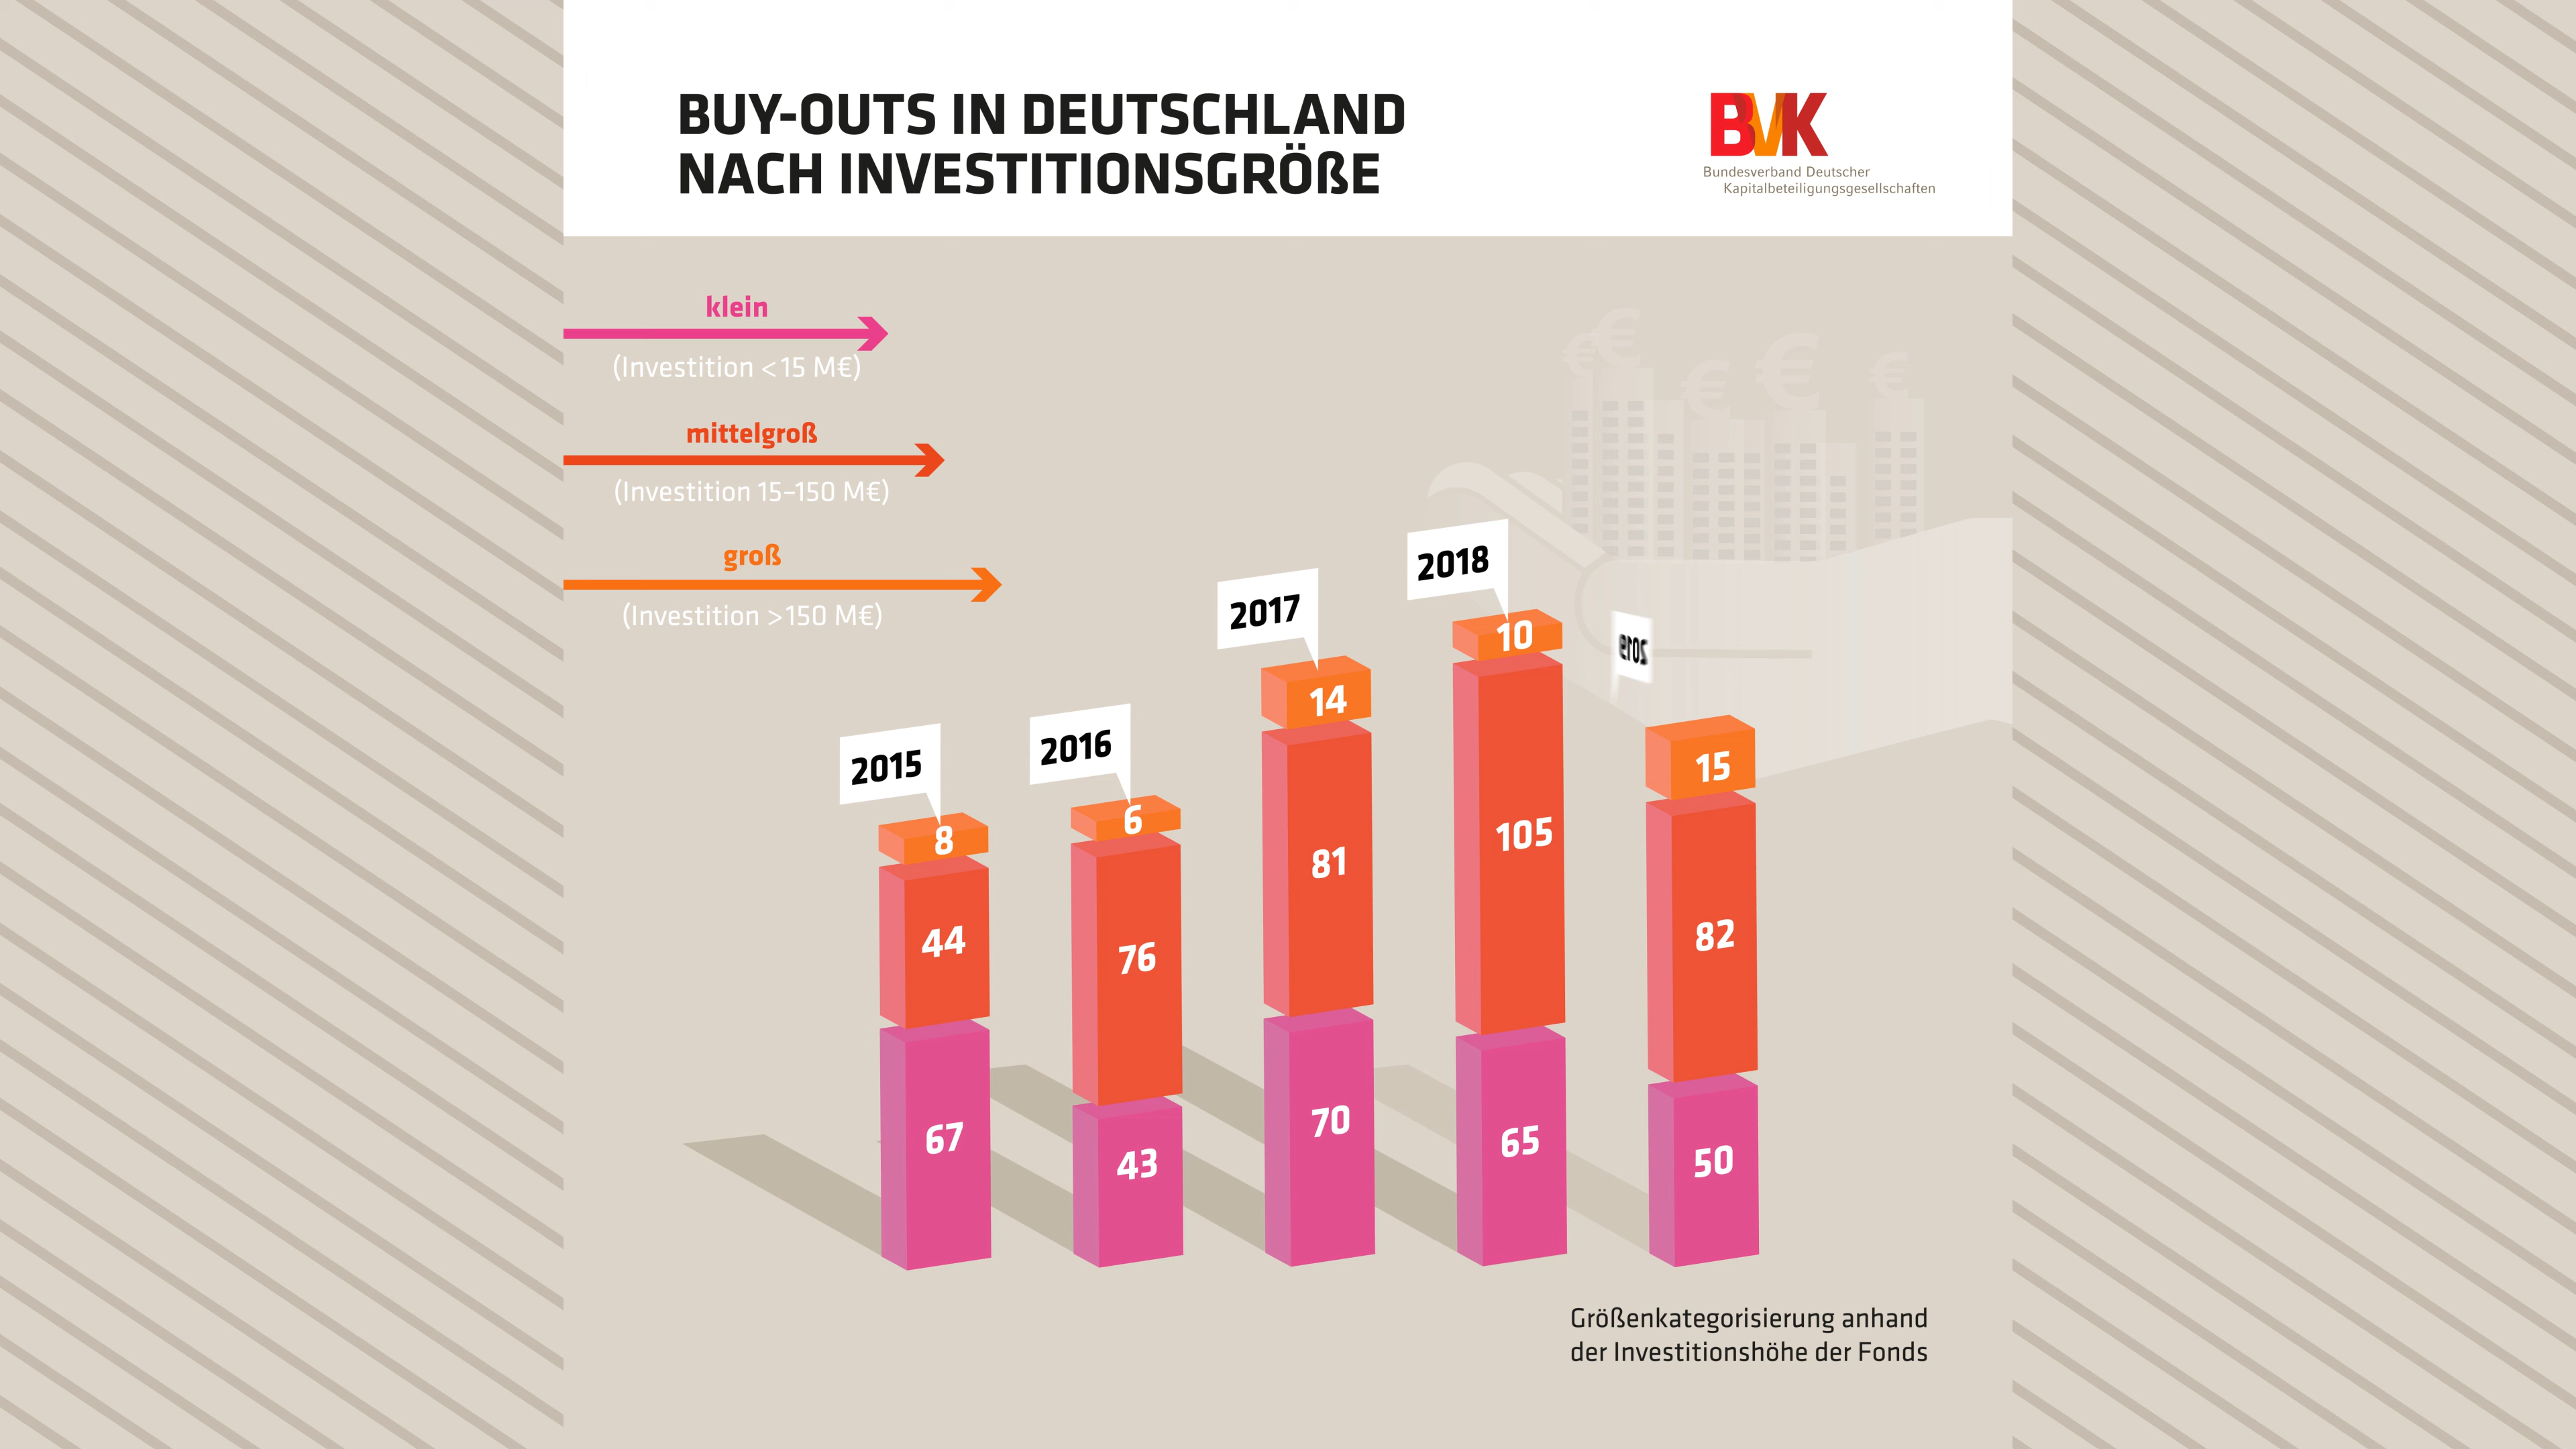 BUY-OUTS IN DEUTSCHLAND
NACH INVESTITIONSGRÖßE
BVK
Bundesverband Deutscher
Kapitalbeteiligungsgesellschaften
klein
(Investition <15 M€)
mittelgroß
(Investition 15–150 M€)
groß
(Investition >150 M€)
2015
8
44
67
2016
6
76
43
2017
14
81
70
2018
10
105
65
2019
15
82
50
Größenkategorisierung anhand
der Investitionshöhe der Fonds